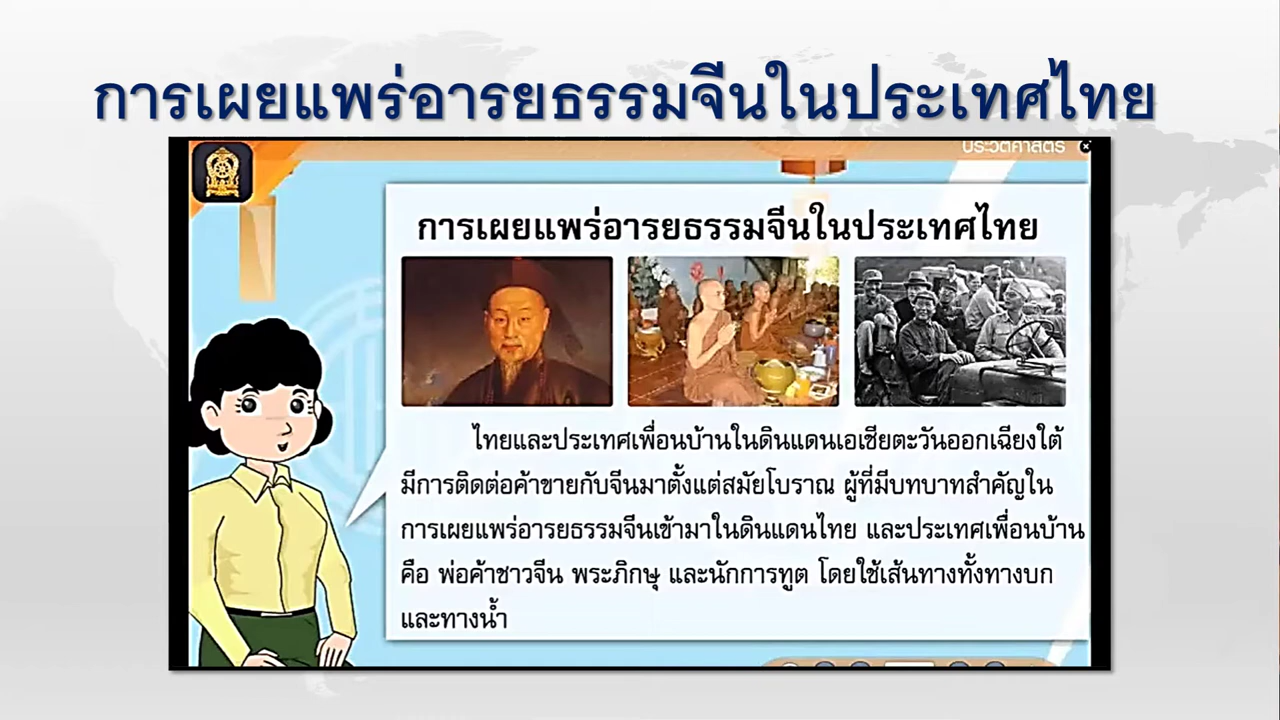 การเผยแพร่อารยธรรมจีนในประเทศไทย
ประวัติศาสตร์
การเผยแพร่อารยธรรมจีนในประเทศไทย
ไทยและประเทศเพื่อนบ้านในดินแดนเอเชียตะวันออกเฉียงใต้
มีการติดต่อค้าขายกับจีนมาตั้งแต่สมัยโบราณ ผู้ที่มีบทบาทสำคัญใน
การเผยแพร่อารยธรรมจีนเข้ามาในดินแดนไทย และประเทศเพื่อนบ้าน
คือ พ่อค้าชาวจีน พระภิกษุ และนักการทูต โดยใช้เส้นทางทั้งทางบก
และทางน้ำ